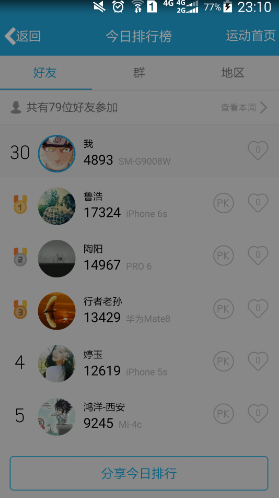 4G 4G 2G 77% 23:10
返回 今日排行榜 运动首页
好友 群 地区
共有79位好友参加 查看本周
30 我 0
4893 SM-G9008W
1 鲁浩 PK 0
17324 iPhone 6s
2 陶阳 PK 0
14967 PRO 6
3 行者老孙 PK 0
13429 华为Mate8
4 婷玉 PK 0
12619 iPhone 5s
5 鸿洋-西安 PK 0
9245 Mi-4c
分享今日排行